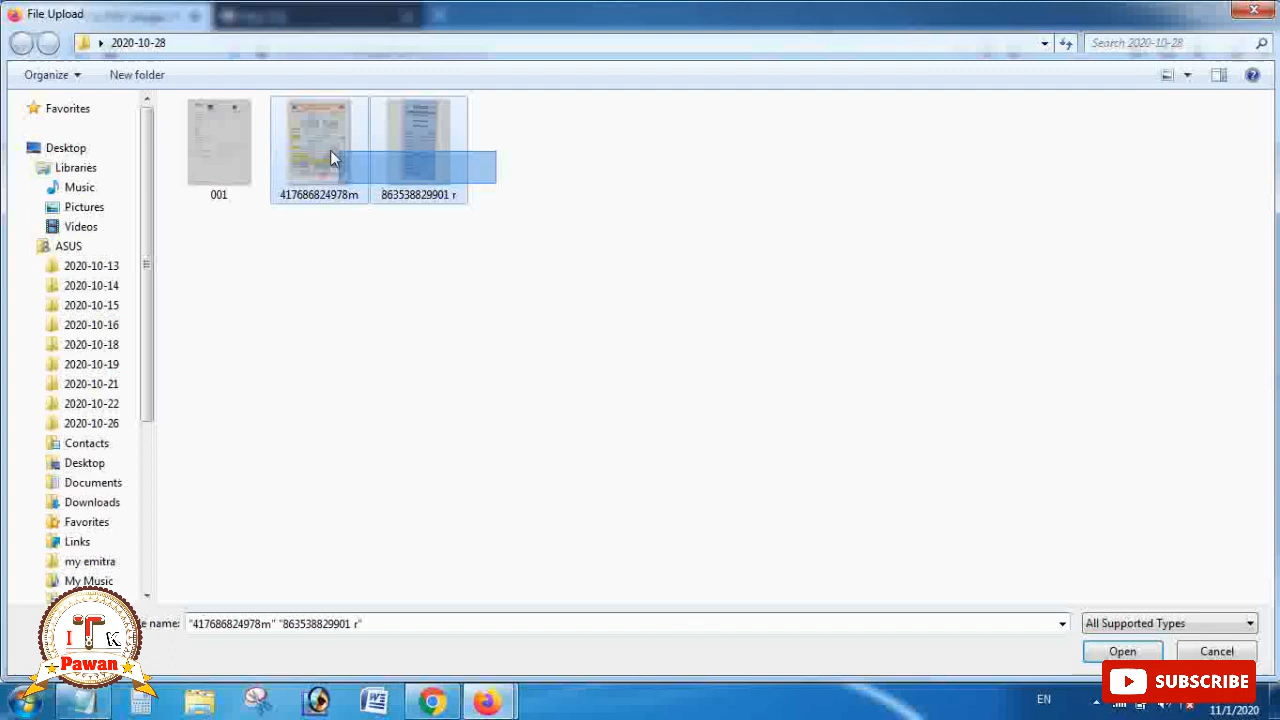 File Upload
2020-10-28
Search 2020-10-28
Organize
New folder
Favorites
Desktop
Libraries
Music
Pictures
Videos
ASUS
2020-10-13
2020-10-14
2020-10-15
2020-10-16
2020-10-18
2020-10-19
2020-10-21
2020-10-22
2020-10-26
Contacts
Desktop
Documents
Downloads
Favorites
Links
my emitra
My Music
001
417686824978m
863538829901 r
name:
"417686824978m" "863538829901 r"
All Supported Types
Open
Cancel
I T K
Pawan
SUBSCRIBE
EN
11/1/2020